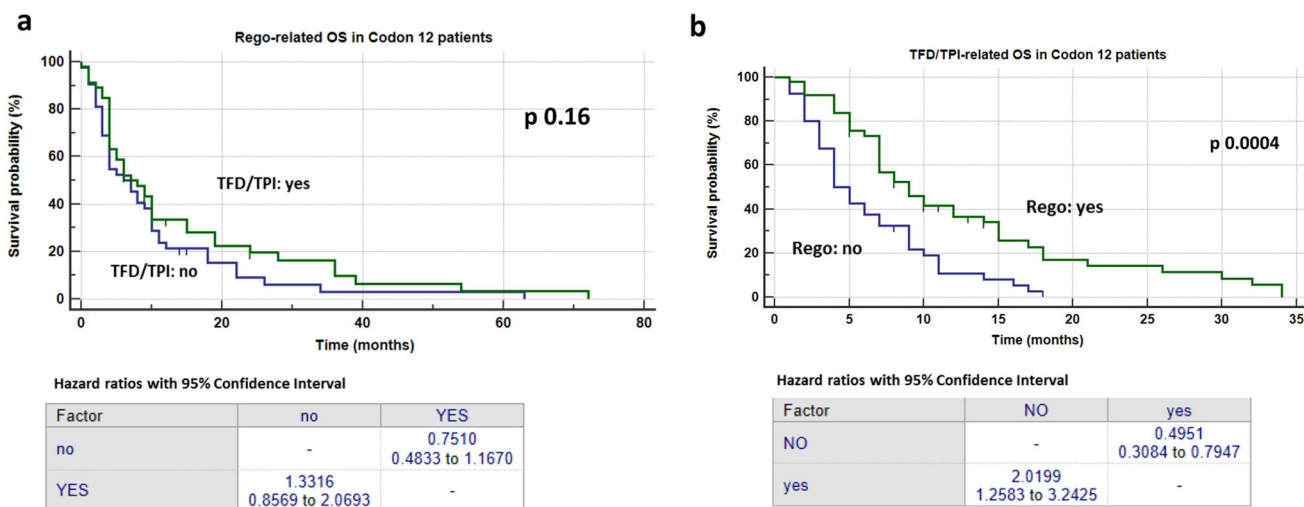 a
Rego-related OS in Codon 12 patients
Survival probability (%)
100
80
60
40
20
0
p 0.16
TFD/TPI: yes
TFD/TPI: no
0 20 40 60 80
Time (months)
Hazard ratios with 95% Confidence Interval
Factor no YES
no - 0.7510
0.4833 to 1.1670
YES 1.3316 -
0.8569 to 2.0693
b
TFD/TPI-related OS in Codon 12 patients
Survival probability (%)
100
80
60
40
20
0
p 0.0004
Rego: yes
Rego: no
0 5 10 15 20 25 30 35
Time (months)
Hazard ratios with 95% Confidence Interval
Factor NO yes
NO - 0.4951
0.3084 to 0.7947
yes 2.0199 -
1.2583 to 3.2425